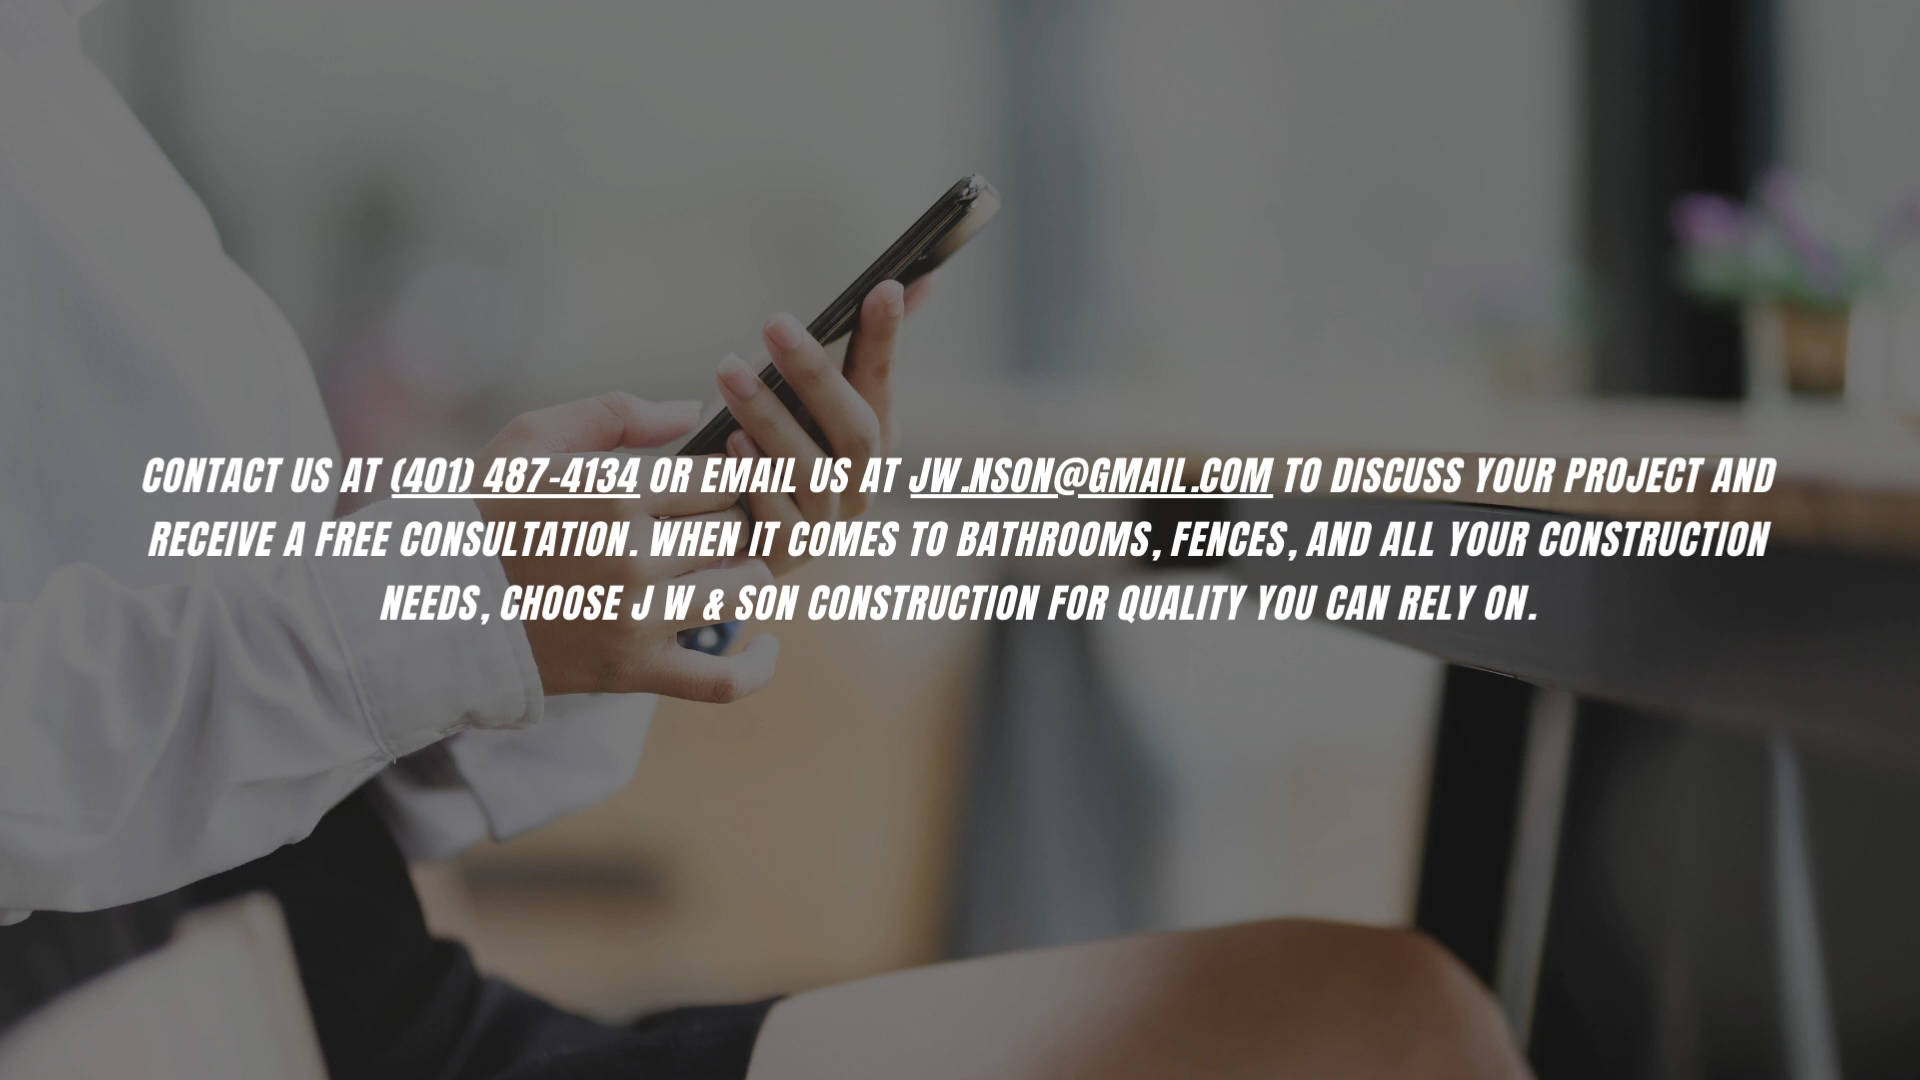 CONTACT US AT (401) 487-4134 OR EMAIL US AT JW.NSON@GMAIL.COM TO DISCUSS YOUR PROJECT AND
RECEIVE A FREE CONSULTATION. WHEN IT COMES TO BATHROOMS, FENCES, AND ALL YOUR CONSTRUCTION
NEEDS, CHOOSE J W & SON CONSTRUCTION FOR QUALITY YOU CAN RELY ON.